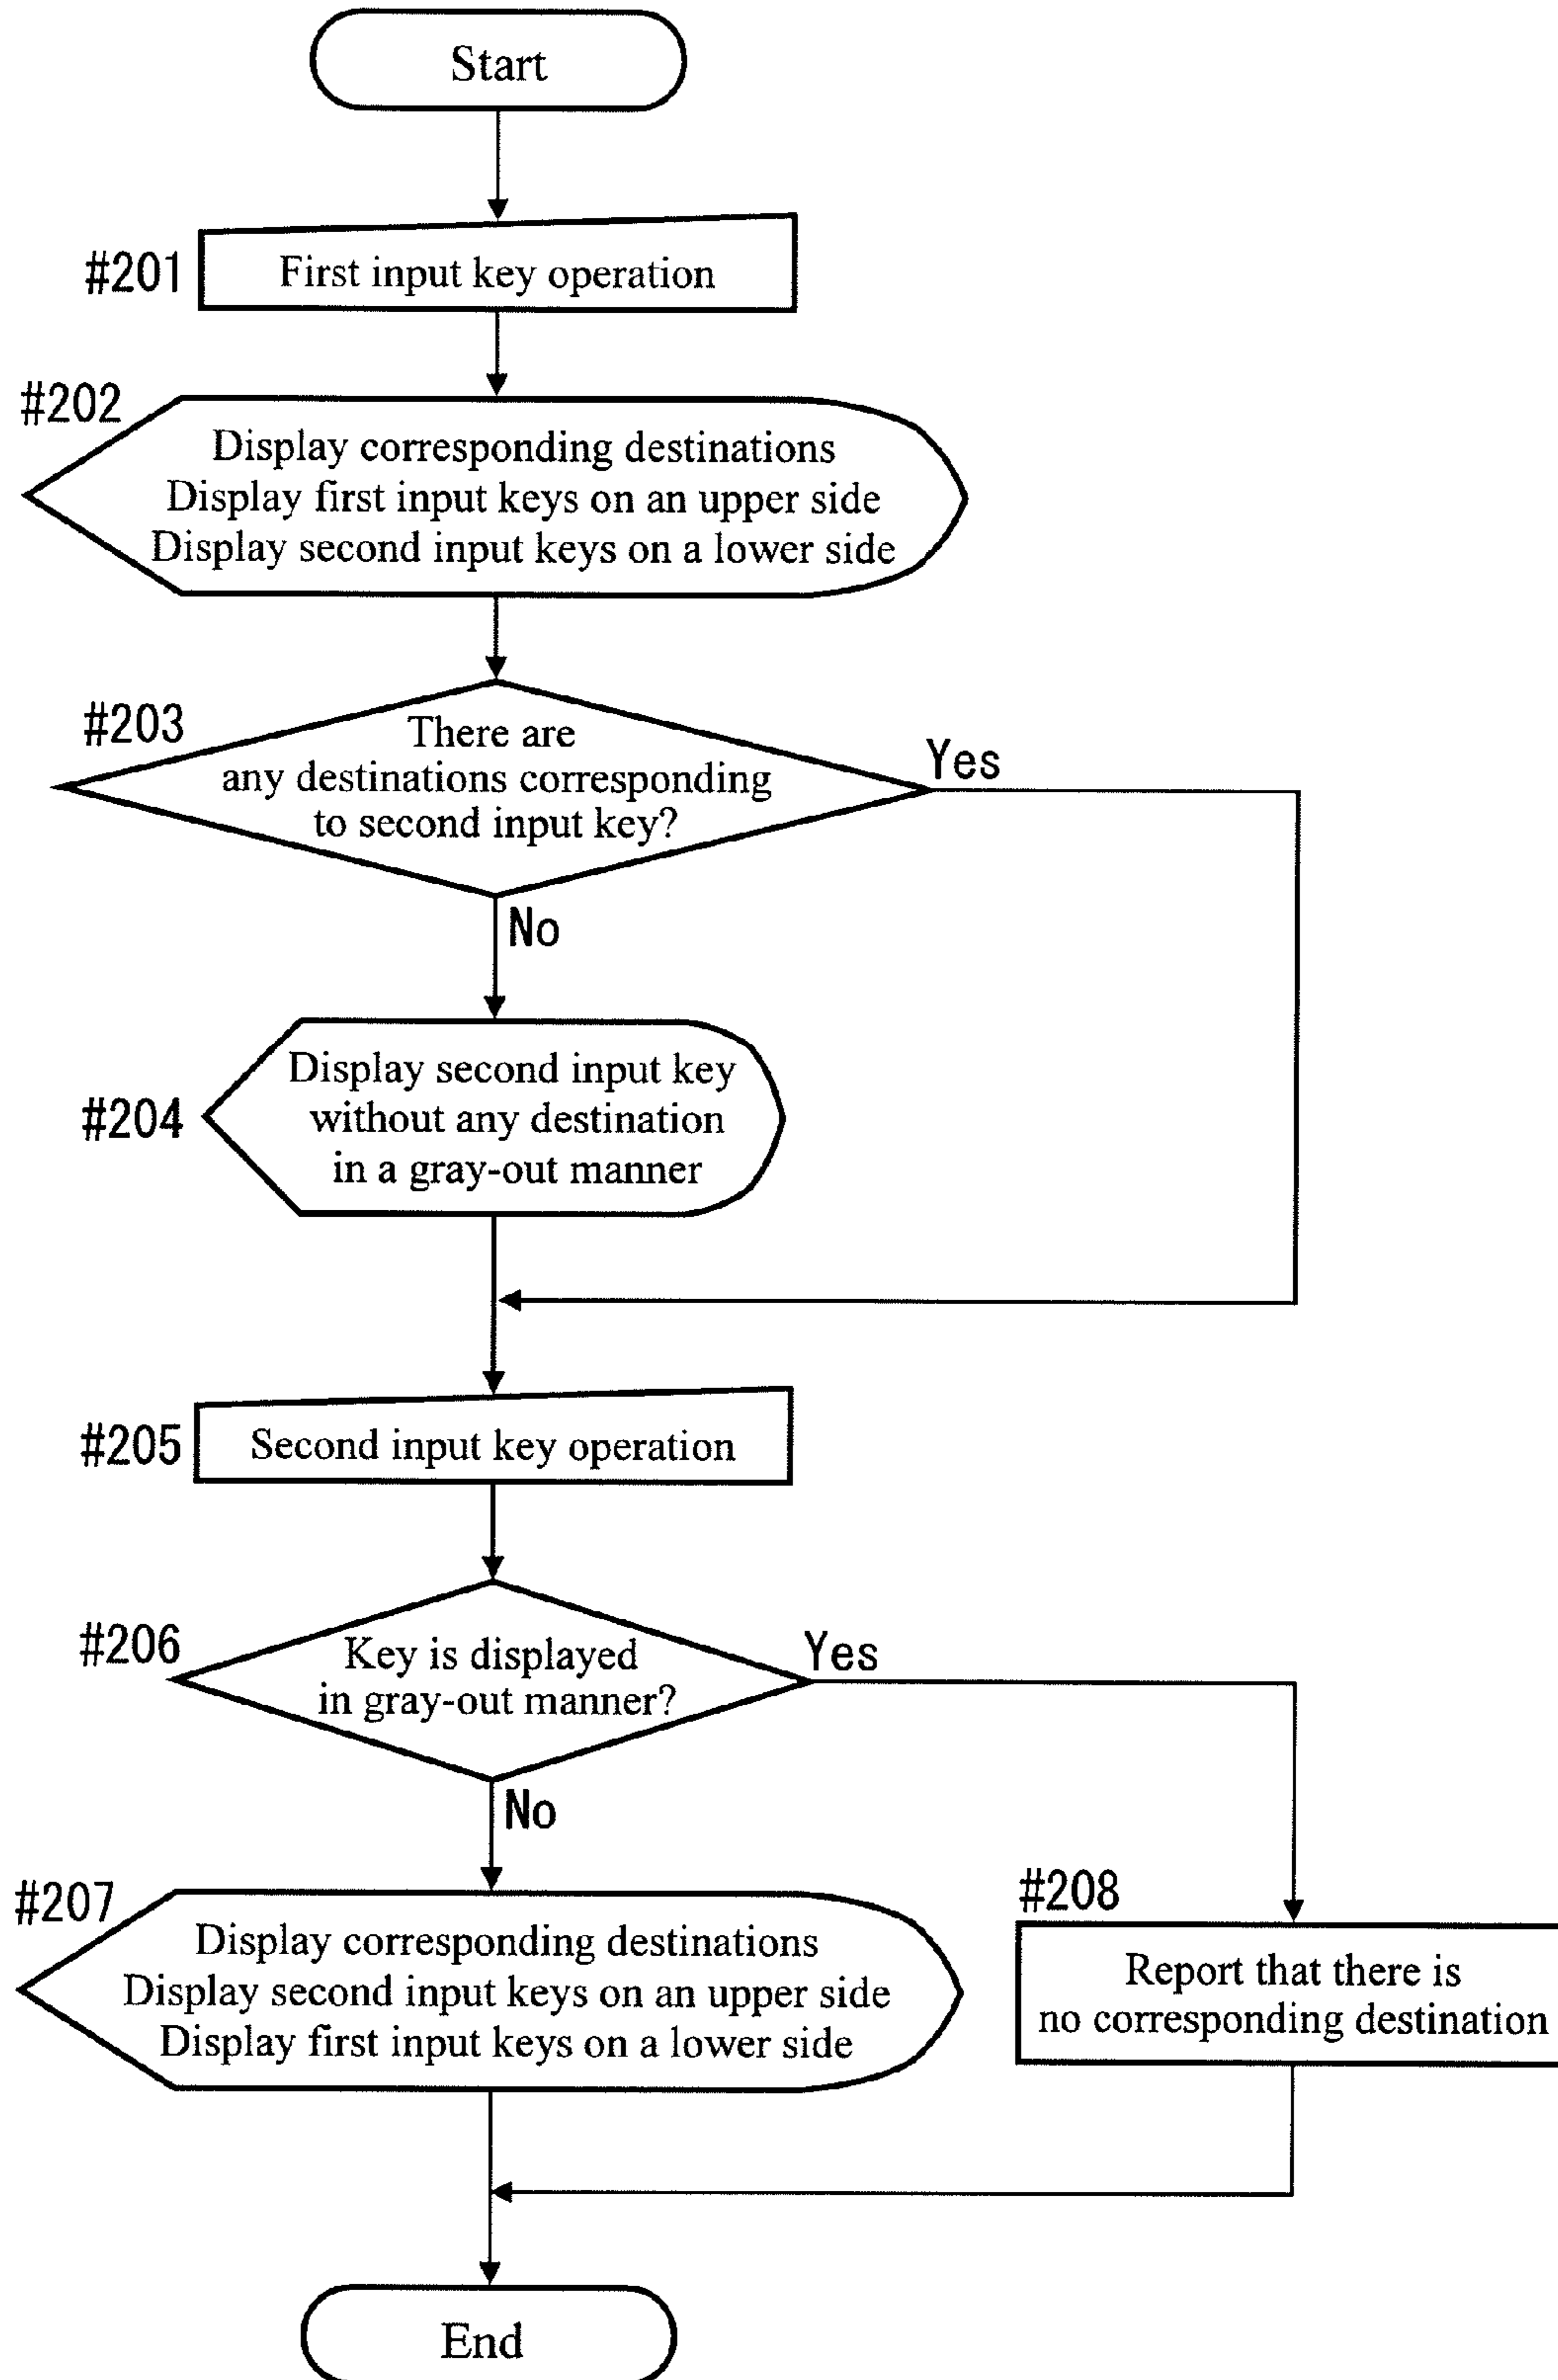 Start
#201
First input key operation
#202
Display corresponding destinations
Display first input keys on an upper side
Display second input keys on a lower side
#203
There are
any destinations corresponding
to second input key?
Yes
No
#204
Display second input key
without any destination
in a gray-out manner
#205
Second input key operation
#206
Key is displayed
in gray-out manner?
Yes
No
#207
Display corresponding destinations
Display second input keys on an upper side
Display first input keys on a lower side
#208
Report that there is
no corresponding destination
End